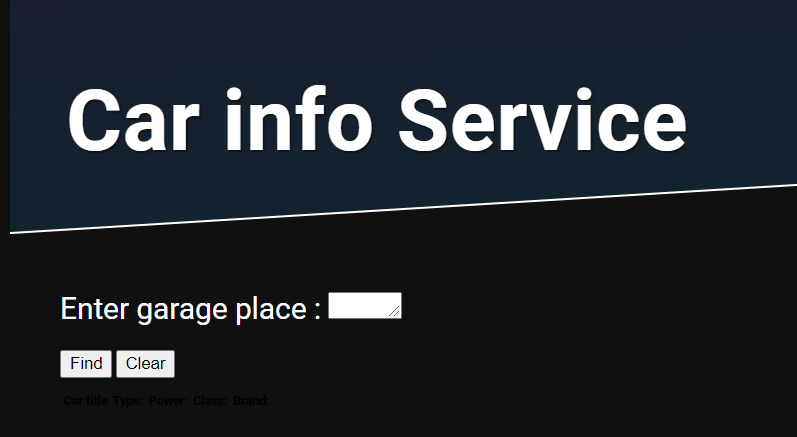 Car info Service
Enter garage place :
Find Clear
Car title Type: Power: Class: Brand: